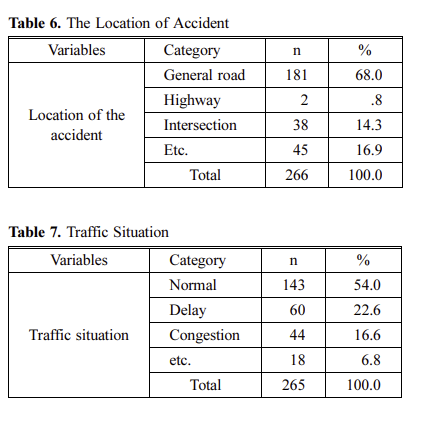 Table 6. The Location of Accident
Variables Category n %
General road 181 68.0
Highway 2 .8
Location of the accident
Intersection 38 14.3
Etc. 45 16.9
Total 266 100.0
Table 7. Traffic Situation
Variables Category n %
Normal 143 54.0
Delay 60 22.6
Traffic situation Congestion 44 16.6
etc. 18 6.8
Total 265 100.0